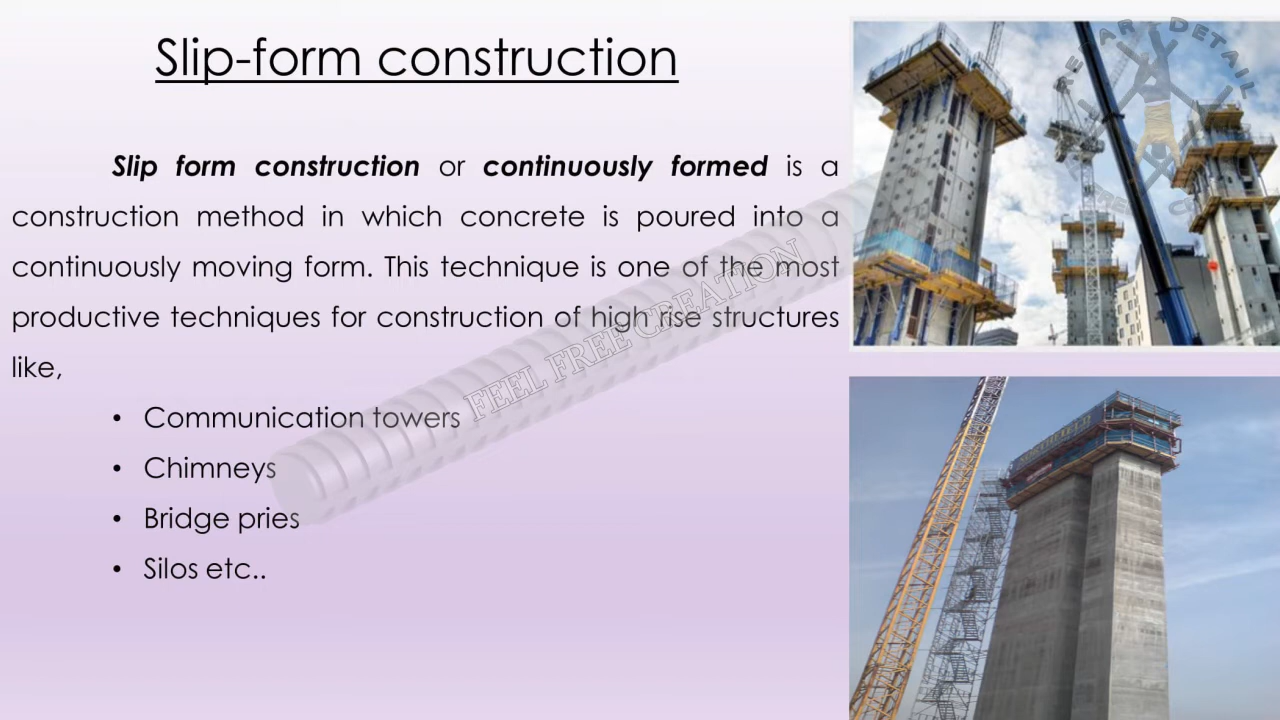 Slip-form construction
Slip form construction or continuously formed is a
construction method in which concrete is poured into a
continuously moving form. This technique is one of the most
productive techniques for construction of high rise structures
like,
• Communication towers
• Chimneys
• Bridge pries
• Silos etc..
FEEL FREE CREATION
DETAIL